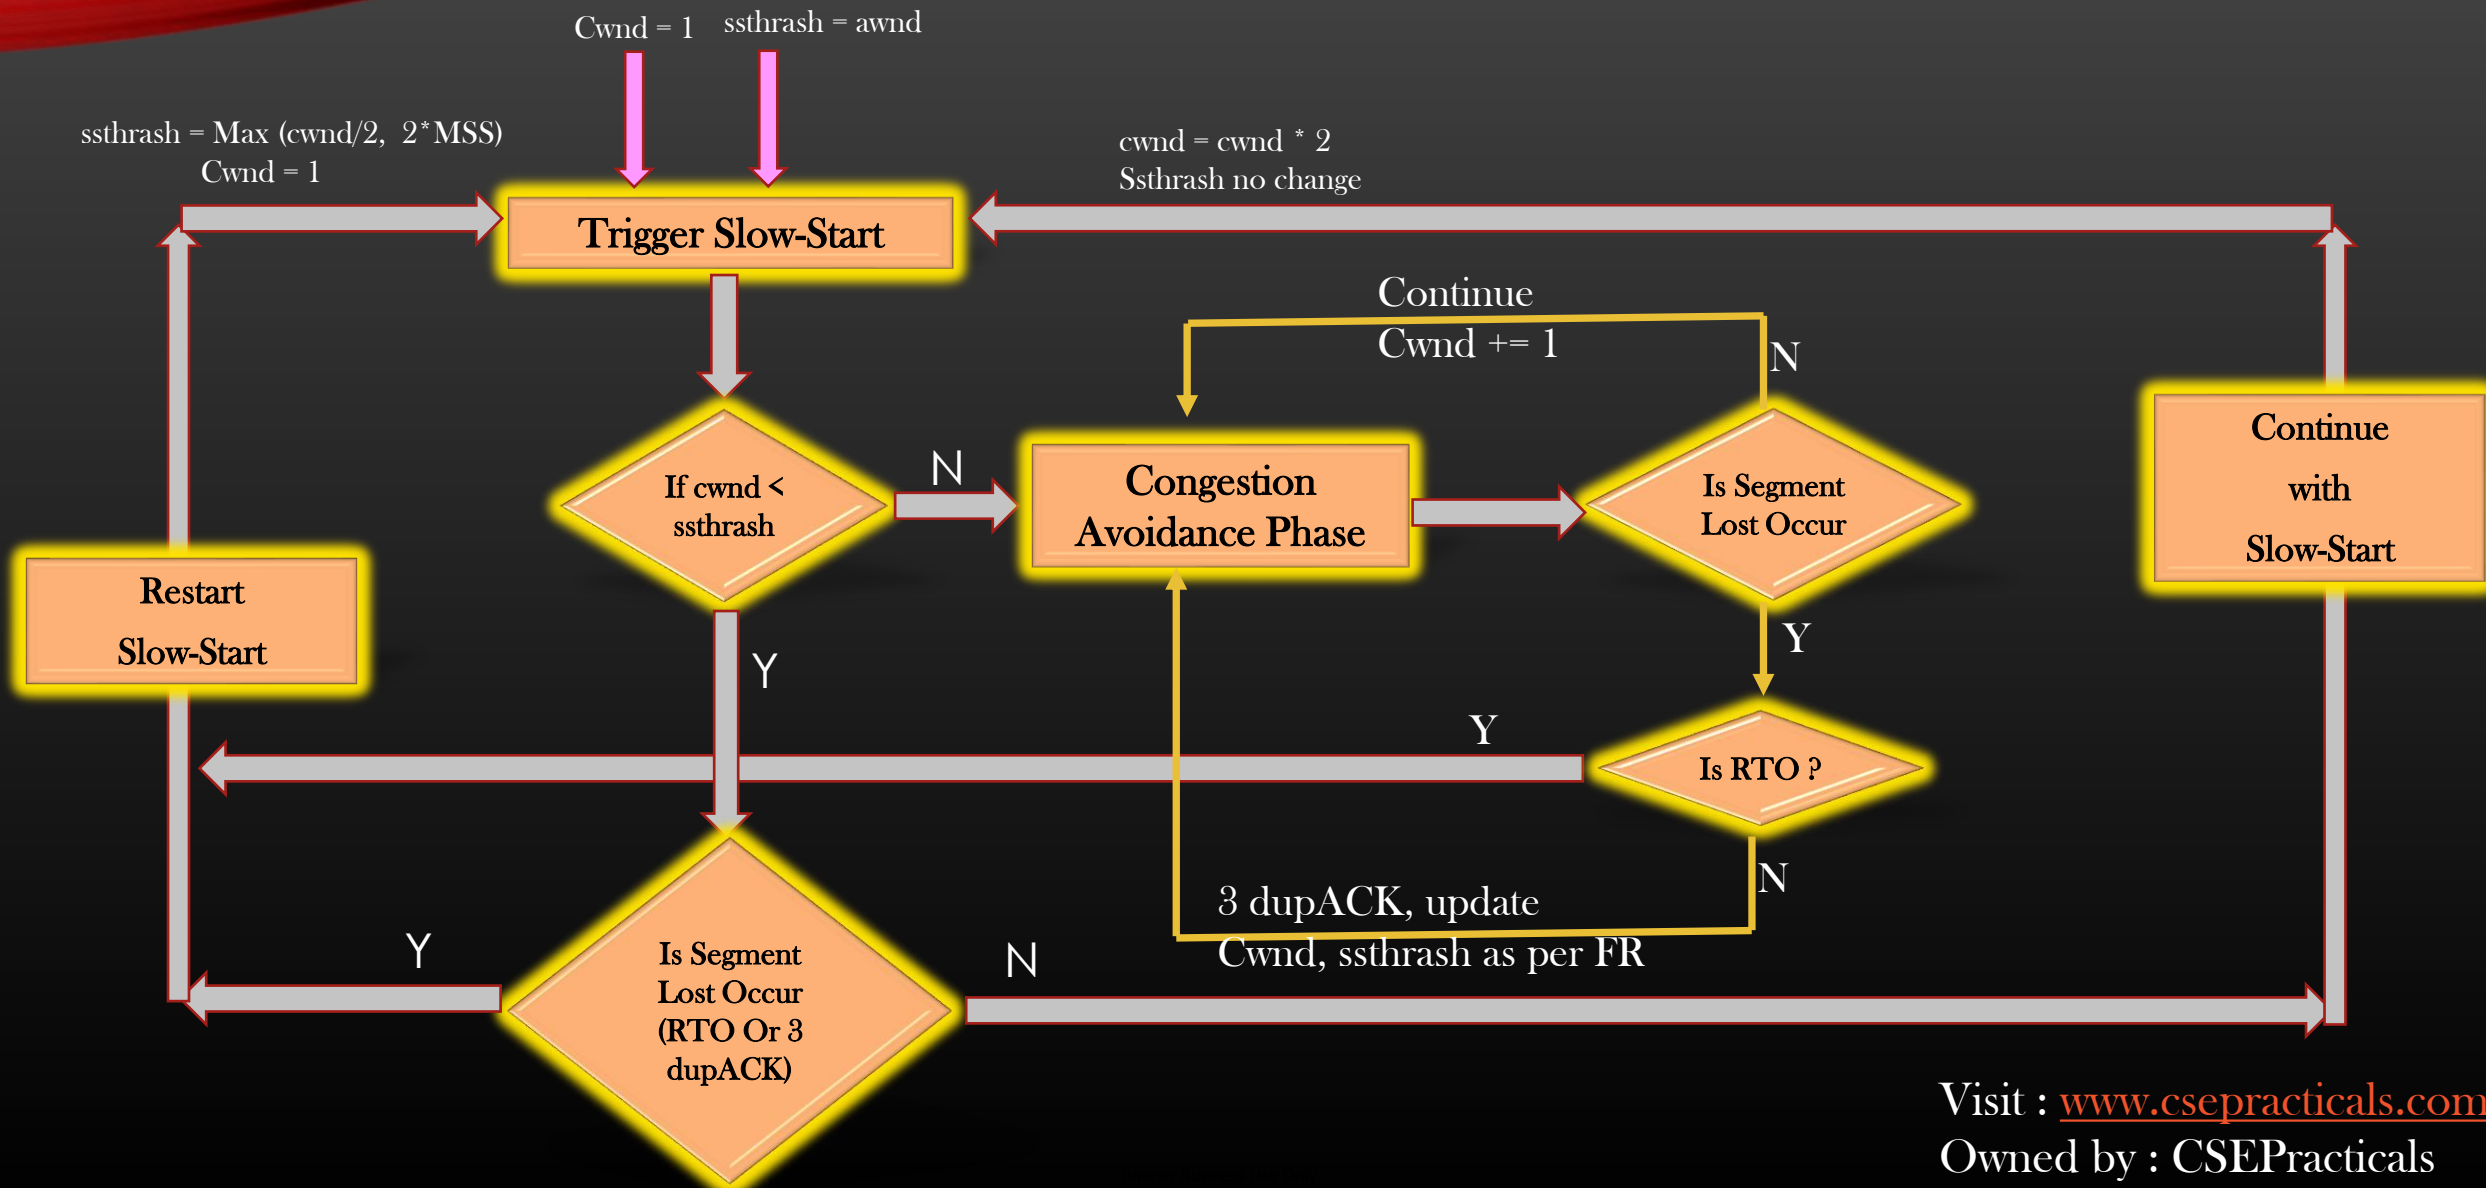 Cwnd = 1
ssthrash = awnd
ssthrash = Max (cwnd/2, 2*MSS)
Cwnd = 1
cwnd = cwnd * 2
Ssthrash no change
Trigger Slow-Start
Continue
Cwnd += 1
N
Continue
with
Slow-Start
If cwnd <
ssthrash
N
Congestion
Avoidance Phase
Is Segment
Lost Occur
Restart
Slow-Start
Y
Y
Y
Is RTO ?
N
3 dupACK, update
Cwnd, ssthrash as per FR
Y
Is Segment
Lost Occur
(RTO Or 3
dupACK)
N
Visit : www.csepracticals.com
Owned by : CSEPracticals